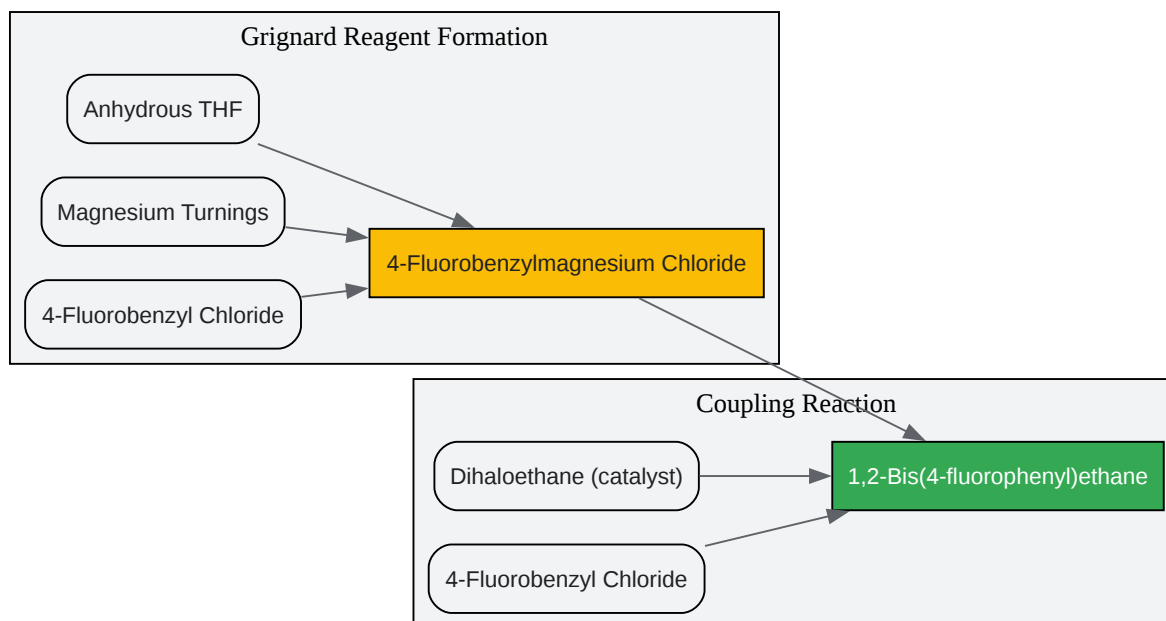 Grignard Reagent Formation
Anhydrous THF
Magnesium Turnings
4-Fluorobenzylmagnesium Chloride
4-Fluorobenzyl Chloride
Coupling Reaction
Dihaloethane (catalyst)
1,2-Bis(4-fluorophenyl)ethane
4-Fluorobenzyl Chloride